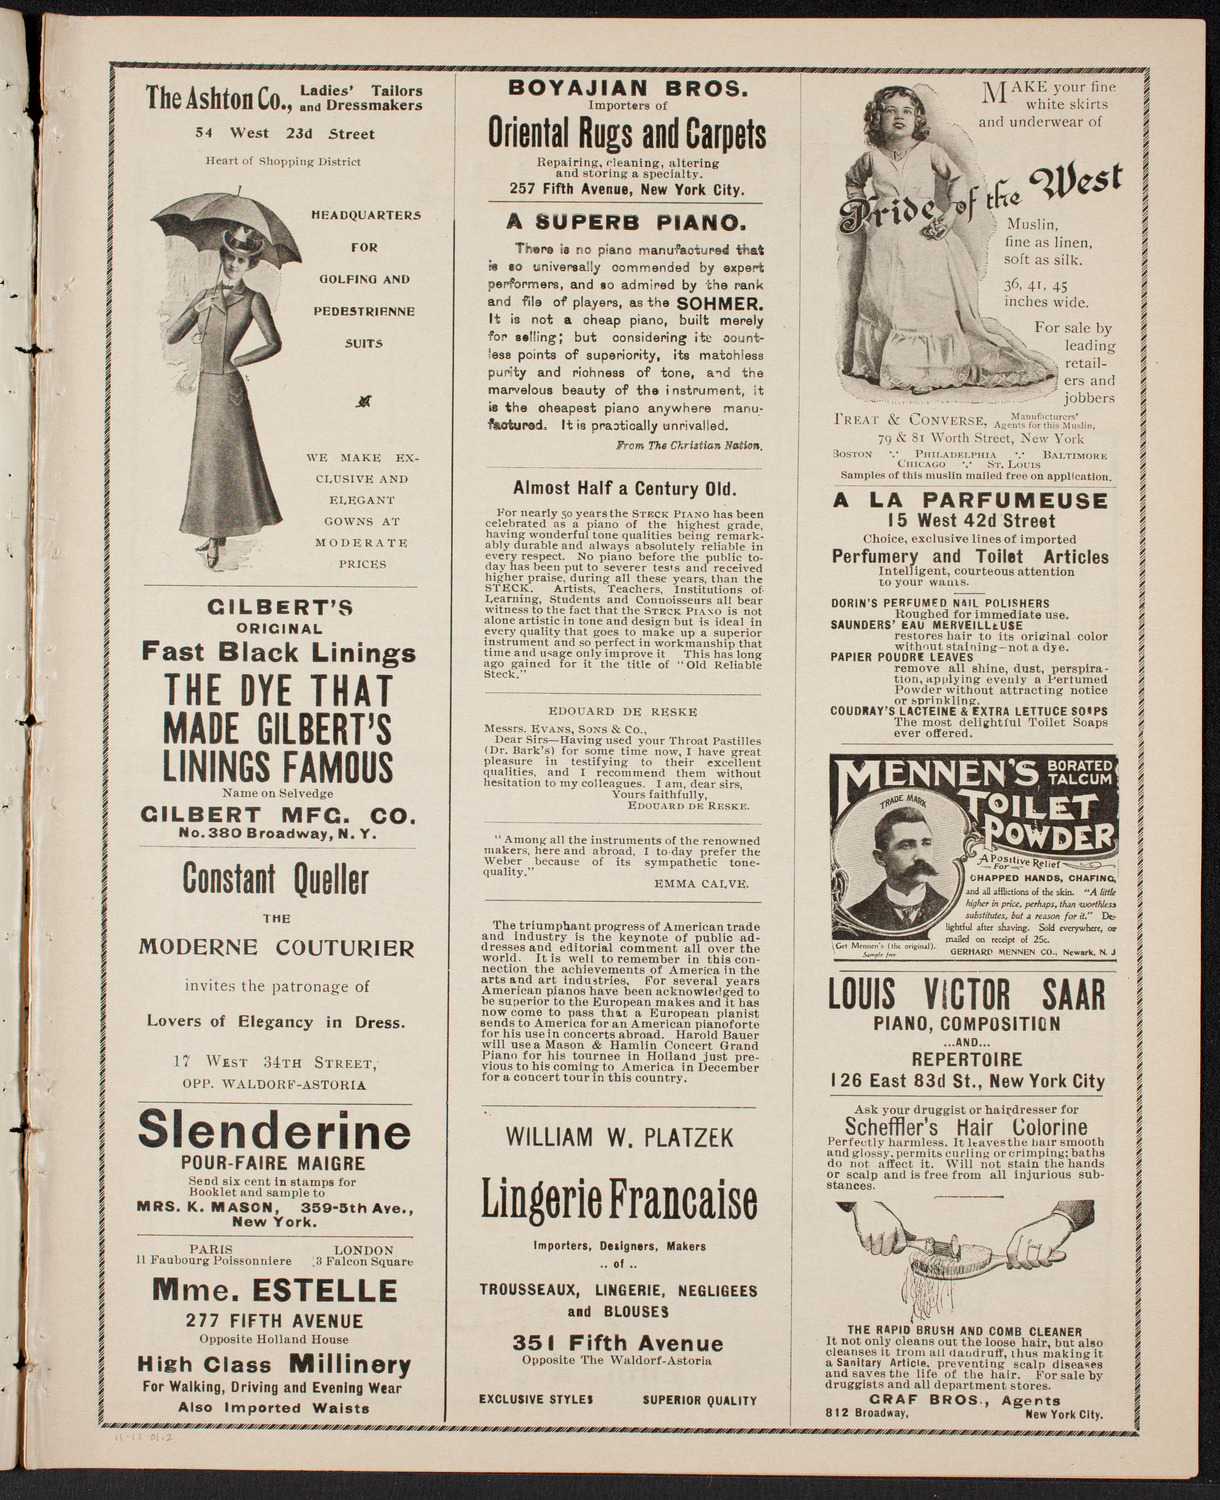 The Ashton Co., Ladies' Tailors
and Dressmakers
54 West 23d Street
Heart of Shopping District
HEADQUARTERS
FOR
GOLFING AND
PEDESTRIENNE
SUITS
WE MAKE EX-
CLUSIVE AND
ELEGANT
GOWNS AT
MODERATE
PRICES
GILBERT'S
ORIGINAL
Fast Black Linings
THE DYE THAT
MADE GILBERT'S
LININGS FAMOUS
Name on Selvedge
GILBERT MFG. CO.
No. 380 Broadway, N. Y.
Constant Queller
THE
MODERNE COUTURIER
invites the patronage of
Lovers of Elegancy in Dress.
17 WEST 34TH STREET,
OPP. WALDORF-ASTORIA
Slenderine
POUR-FAIRE MAIGRE
Send six cent in stamps for
Booklet and sample to
MRS. K. MASON, 359-5th Ave.,
New York.
PARIS LONDON
11 Faubourg Poissonniere 3 Falcon Square
Mme. ESTELLE
277 FIFTH AVENUE
Opposite Holland House
High Class Millinery
For Walking, Driving and Evening Wear
Also Imported Waists
BOYAJIAN BROS.
Importers of
Oriental Rugs and Carpets
Repairing, cleaning, altering
and storing a specialty.
257 Fifth Avenue, New York City.
A SUPERB PIANO.
There is no piano manufactured that
is so universally commended by expert
performers, and so admired by the rank
and file of players, as the SOHMER.
It is not a cheap piano, built merely
for selling; but considering its count-
less points of superiority, its matchless
purity and richness of tone, and the
marvelous beauty of the instrument, it
is the cheapest piano anywhere manu-
factured. It is practically unrivalled.
From The Christian Nation.
Almost Half a Century Old.
For nearly 50 years the STECK PIANO has been
celebrated as a piano of the highest grade,
having wonderful tone qualities being remark-
ably durable and always absolutely reliable in
every respect. No piano before the public to-
day has been put to severer tests and received
higher praise, during all these years, than the
STECK. Artists, Teachers, Institutions of
Learning, Students and Connoisseurs all bear
witness to the fact that the STECK PIANO is not
alone artistic in tone and design but is ideal in
every quality that goes to make up a superior
instrument and so perfect in workmanship that
time and usage only improve it This has long
ago gained for it the title of "Old Reliable
Steck."
EDOUARD DE RESKE
Messrs. EVANS, SONS & Co.,
Dear Sirs—Having used your Throat Pastilles
(Dr. Bark's) for some time now, I have great
pleasure in testifying to their excellent
qualities, and I recommend them without
hesitation to my colleagues. I am, dear sirs,
Yours faithfully,
EDOUARD DE RESKE.
"Among all the instruments of the renowned
makers, here and abroad, I to-day prefer the
Weber because of its sympathetic tone-
quality."
EMMA CALVE.
The triumphant progress of American trade
and industry is the keynote of public ad-
dresses and editorial comment all over the
world. It is well to remember in this con-
nection the achievements of America in the
arts and art industries. For several years
American pianos have been acknowledged to
be superior to the European makes and it has
now come to pass that a European pianist
sends to America for an American pianoforte
for his use in concerts abroad. Harold Bauer
will use a Mason & Hamlin Concert Grand
Piano for his tournee in Holland just pre-
vious to his coming to America in December
for a concert tour in this country.
WILLIAM W. PLATZEK
Lingerie Francaise
Importers, Designers, Makers
.. of ..
TROUSSEAUX, LINGERIE, NEGLIGEES
and BLOUSES
351 Fifth Avenue
Opposite The Waldorf-Astoria
EXCLUSIVE STYLES SUPERIOR QUALITY
MAKE your fine
white skirts
and underwear of
Pride of the West
Muslin,
fine as linen,
soft as silk.
36, 41, 45
inches wide.
For sale by
leading
retail-
ers and
jobbers
TREAT & CONVERSE, Manufacturers'
Agents for this Muslin,
79 & 81 Worth Street, New York
BOSTON PHILADELPHIA BALTIMORE
CHICAGO ST. LOUIS
Samples of this muslin mailed free on application.
A LA PARFUMEUSE
15 West 42d Street
Choice, exclusive lines of imported
Perfumery and Toilet Articles
Intelligent, courteous attention
to your wants.
DORIN'S PERFUMED NAIL POLISHERS
Roughed for immediate use.
SAUNDERS' EAU MERVEILLEUSE
restores hair to its original color
without staining—not a dye.
PAPIER POUDRE LEAVES
remove all shine, dust, perspira-
tion, applying evenly a Perfumed
Powder without attracting notice
or sprinkling.
COUDRAY'S LACTEINE & EXTRA LETTUCE SOAPS
The most delightful Toilet Soaps
ever offered.
MENNEN'S BORATED
TALCUM
TOILET
POWDER
TRADE MARK
A Positive Relief
For
CHAPPED HANDS, CHAFING,
and all afflictions of the skin. "A little
higher in price, perhaps, than worthless
substitutes, but a reason for it." De-
lightful after shaving. Sold everywhere, or
mailed on receipt of 25c.
Get Mennen's (the original).
Sample free
GERHARD MENNEN CO., Newark, N. J
LOUIS VICTOR SAAR
PIANO, COMPOSITION
...AND...
REPERTOIRE
126 East 83d St., New York City
Ask your druggist or hairdresser for
Scheffler's Hair Colorine
Perfectly harmless. It leaves the hair smooth
and glossy, permits curling or crimping; baths
do not affect it. Will not stain the hands
or scalp and is free from all injurious sub-
stances.
THE RAPID BRUSH AND COMB CLEANER
It not only cleans out the loose hair, but also
cleanses it from all dandruff, thus making it
a Sanitary Article, preventing scalp diseases
and saves the life of the hair. For sale by
druggists and all department stores.
GRAF BROS., Agents
812 Broadway, New York City.
11-12-01.2